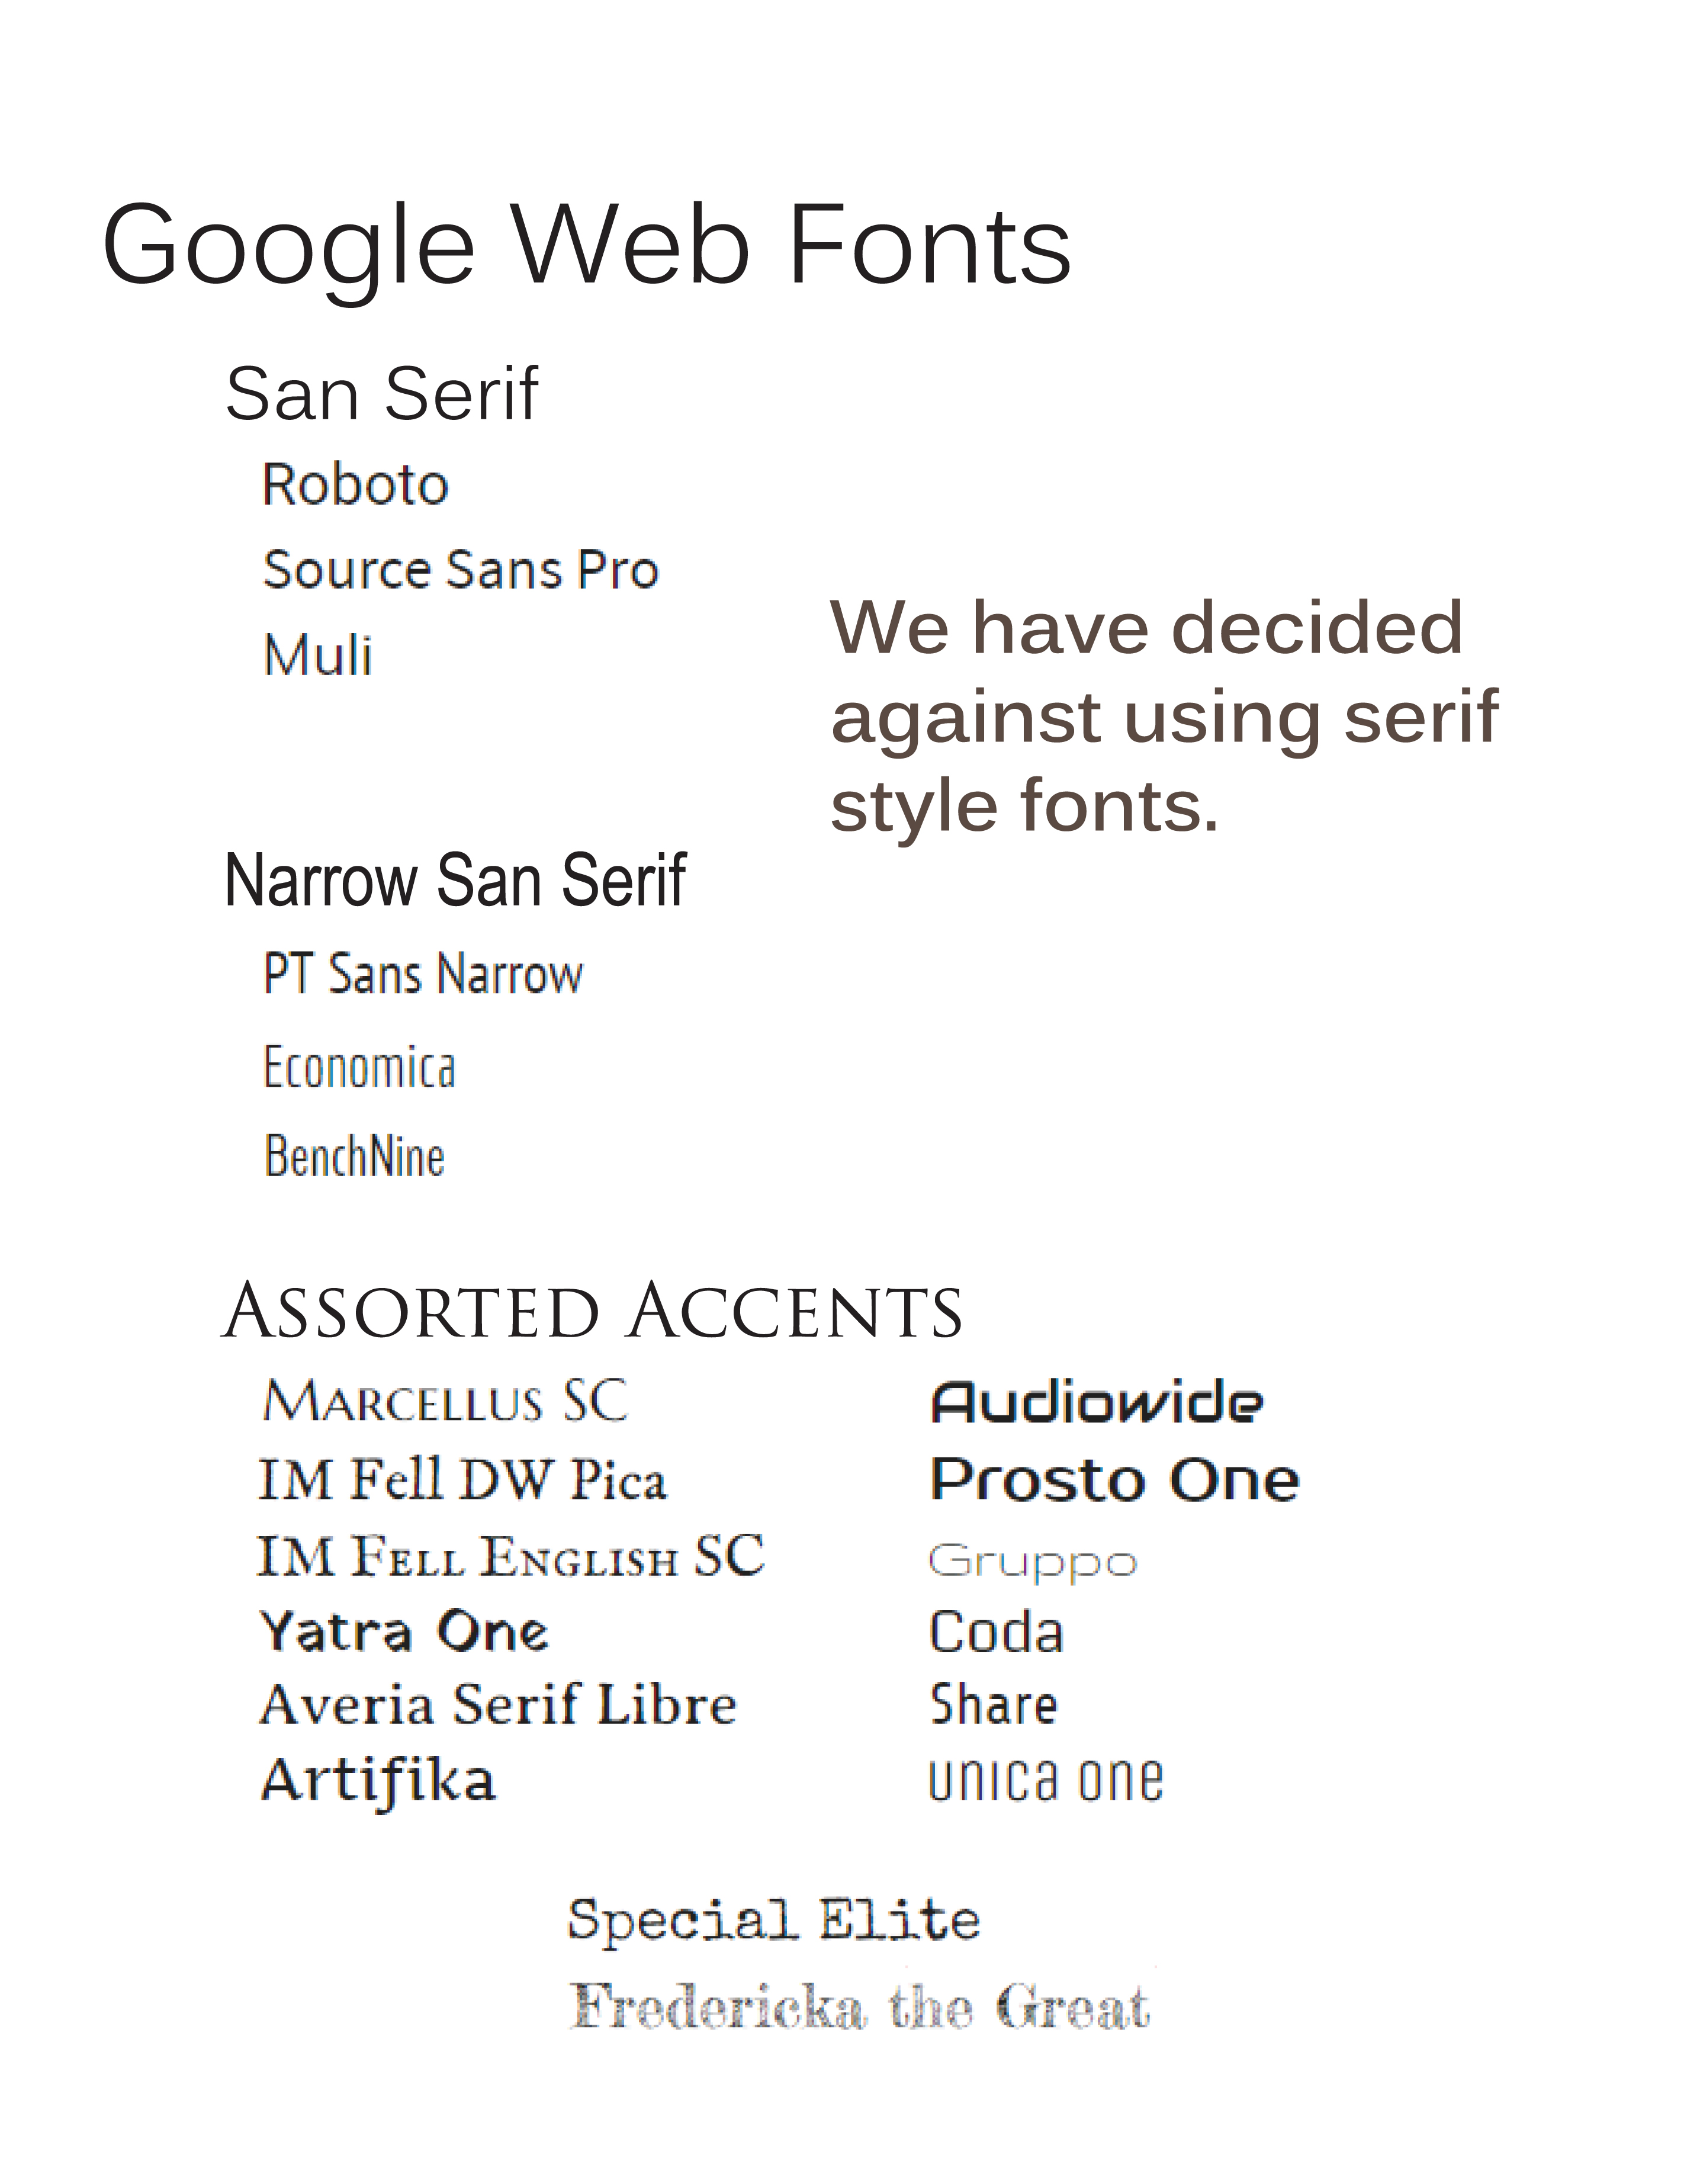 Google Web Fonts
San Serif
Roboto
Source Sans Pro
Muli
We have decided
against using serif
style fonts.
Narrow San Serif
PT Sans Narrow
Economica
BenchNine
Assorted Accents
Marcellus SC
IM Fell DW Pica
IM Fell English SC
Yatra One
Averia Serif Libre
Artifika
Audiowide
Prosto One
Gruppo
Coda
Share
unica one
Special Elite
Fredericka the Great